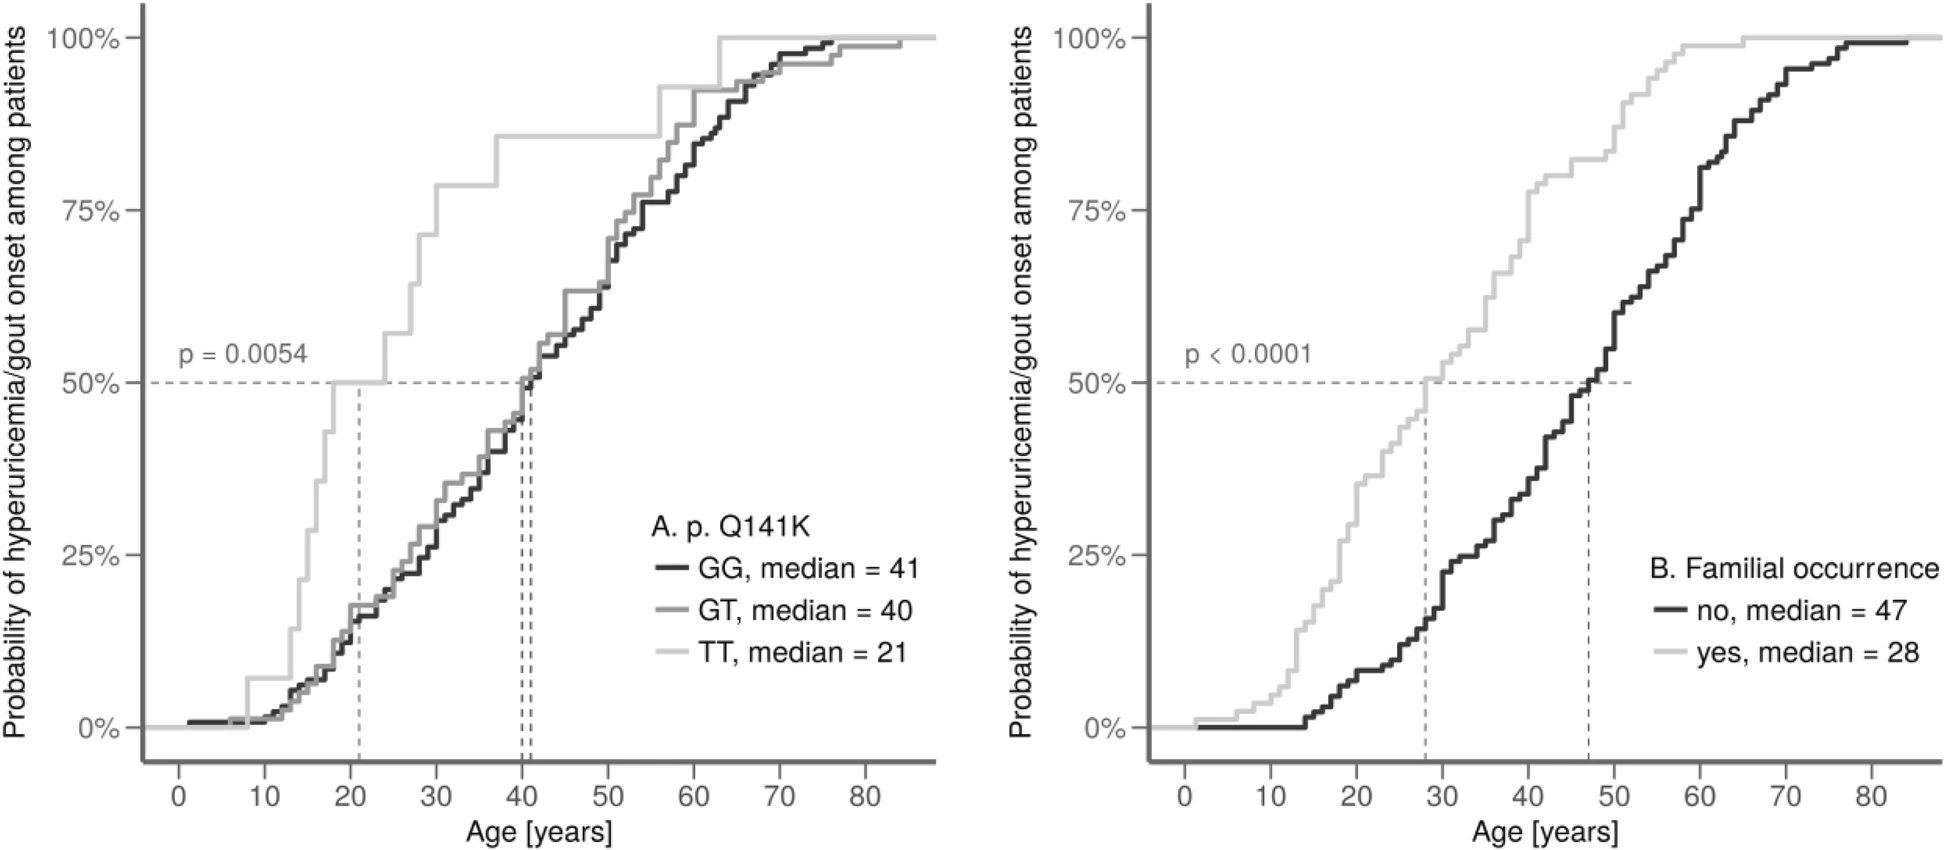 Probability of hyperuricemia/gout onset among patients
100%
75%
50%
25%
0%
p = 0.0054
A. p. Q141K
GG, median = 41
GT, median = 40
TT, median = 21
0 10 20 30 40 50 60 70 80
Age [years]
Probability of hyperuricemia/gout onset among patients
100%
75%
50%
25%
0%
p < 0.0001
B. Familial occurrence
no, median = 47
yes, median = 28
0 10 20 30 40 50 60 70 80
Age [years]